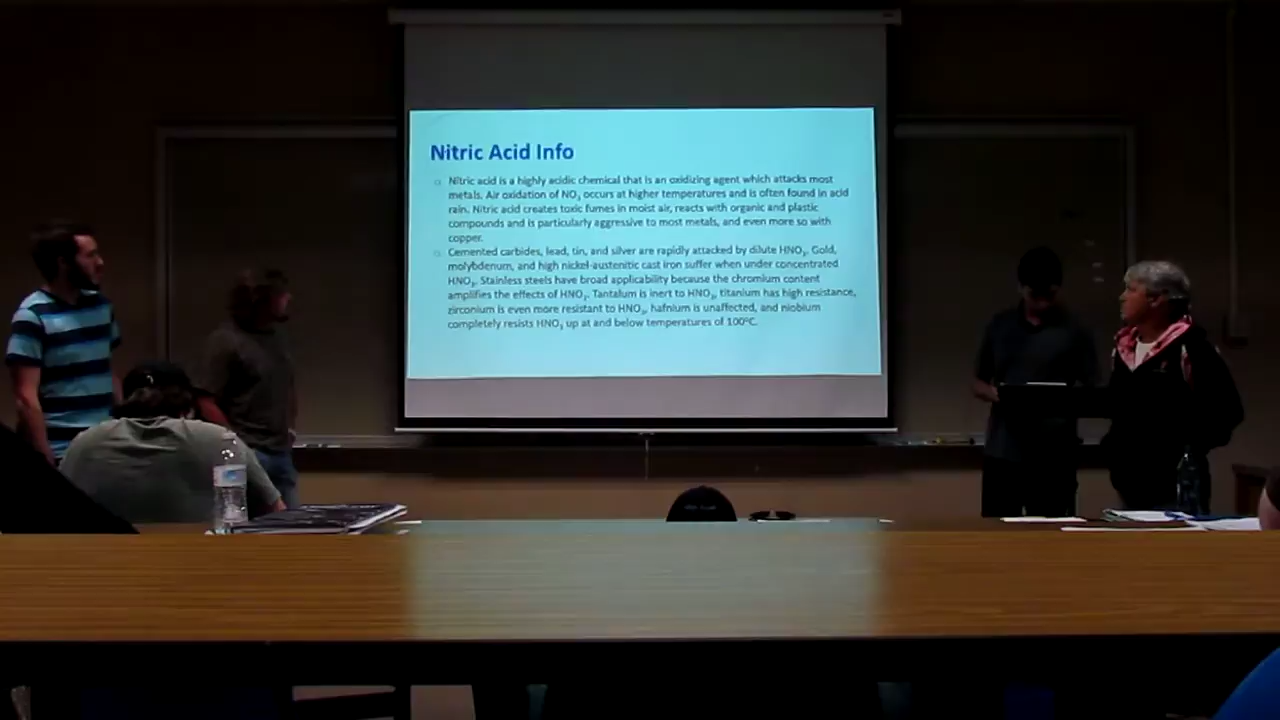 Nitric Acid Info
Nitric acid is a highly acidic chemical that is an oxidizing agent which attacks most
metals. Air oxidation of NO₃ occurs at higher temperatures and is often found in acid
rain. Nitric acid creates toxic fumes in moist air, reacts with organic and plastic
compounds and is particularly aggressive to most metals, and even more so with
copper.
Cemented carbides, lead, tin, and silver are rapidly attacked by dilute HNO₃. Gold,
molybdenum, and high nickel-austenitic cast iron suffer when under concentrated
HNO₃. Stainless steels have broad applicability because the chromium content
amplifies the effects of HNO₃. Tantalum is inert to HNO₃, titanium has high resistance,
zirconium is even more resistant to HNO₃, hafnium is unaffected, and niobium
completely resists HNO₃ up at and below temperatures of 100°C.